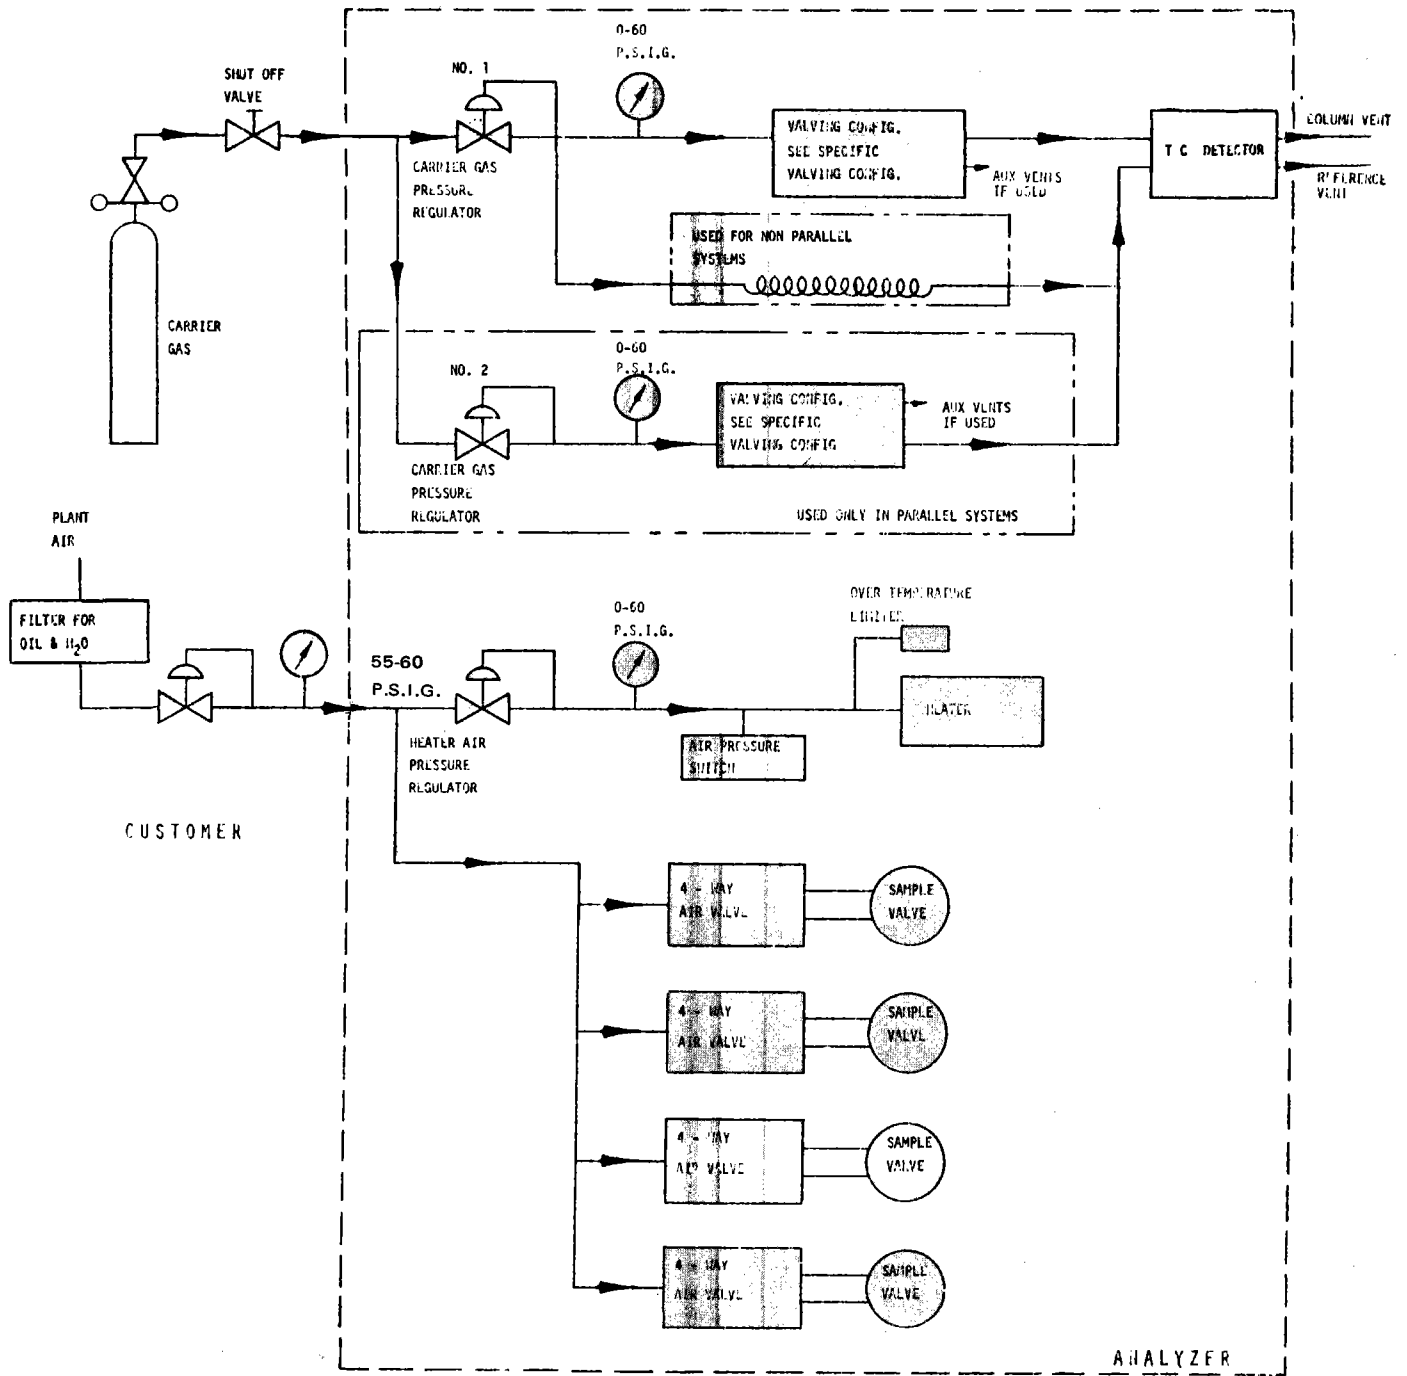 0-60
P.S.I.G.
NO. 1
SHUT OFF
VALVE
CARRIER GAS
PRESSURE
REGULATOR
VALVING CONFIG.
SEE SPECIFIC
VALVING CONFIG.
AUX VENTS
IF USED
T C DETECTOR
COLUMN VENT
REFERENCE
VENT
USED FOR NON PARALLEL
SYSTEMS
CARRIER
GAS
NO. 2
0-60
P.S.I.G.
CARRIER GAS
PRESSURE
REGULATOR
VALVING CONFIG.
SEE SPECIFIC
VALVING CONFIG
AUX VENTS
IF USED
USED ONLY IN PARALLEL SYSTEMS
PLANT
AIR
FILTER FOR
OIL & H₂O
55-60
P.S.I.G.
HEATER AIR
PRESSURE
REGULATOR
0-60
P.S.I.G.
OVER TEMPERATURE
LIMITER
HEATER
AIR PRESSURE
SWITCH
CUSTOMER
4 - WAY
AIR VALVE
SAMPLE
VALVE
4 - WAY
AIR VALVE
SAMPLE
VALVE
4 - WAY
AIR VALVE
SAMPLE
VALVE
4 - WAY
AIR VALVE
SAMPLE
VALVE
ANALYZER